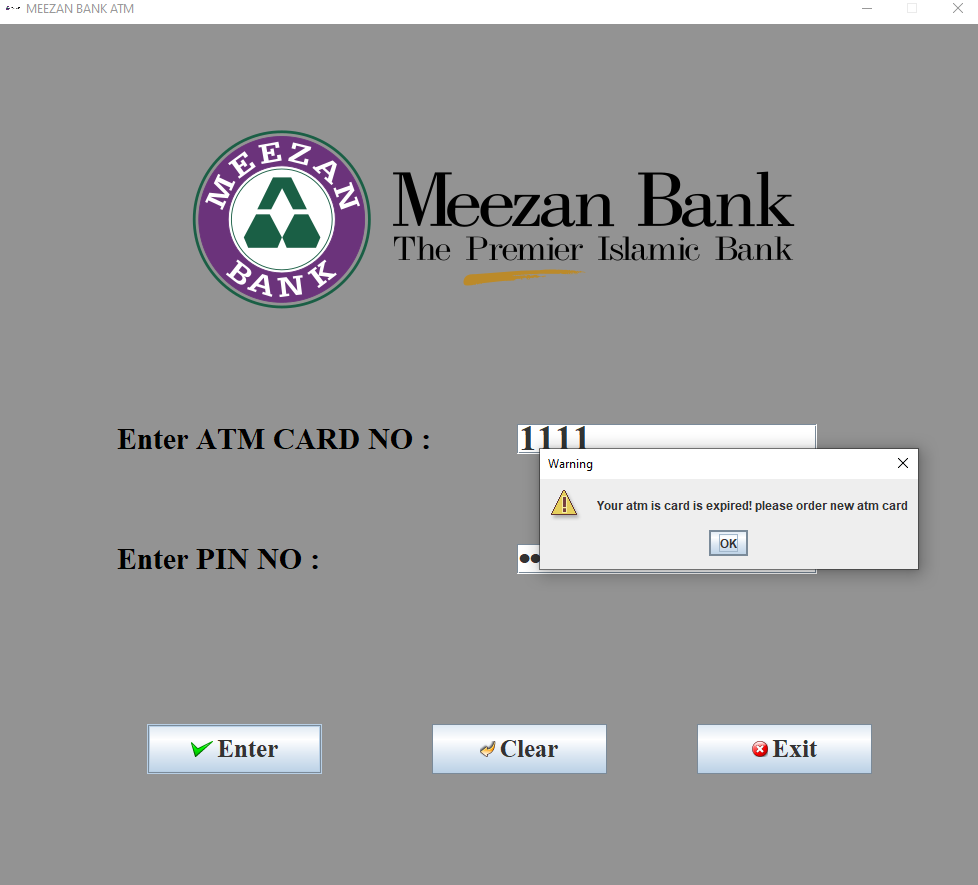 MEEZAN BANK ATM
MEEZAN
BANK
Meezan Bank
The Premier Islamic Bank
Enter ATM CARD NO :
1111
Warning
Your atm is card is expired! please order new atm card
OK
Enter PIN NO :
Enter
Clear
Exit